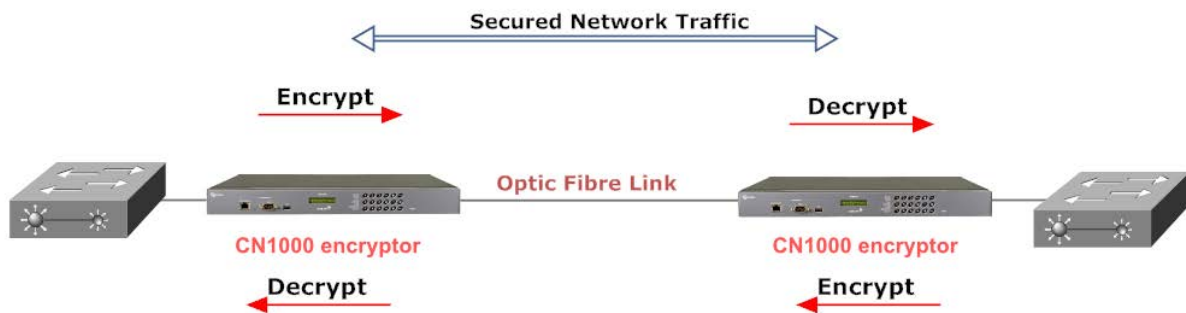 Secured Network Traffic
Encrypt
Decrypt
Optic Fibre Link
CN1000 encryptor
CN1000 encryptor
Decrypt
Encrypt